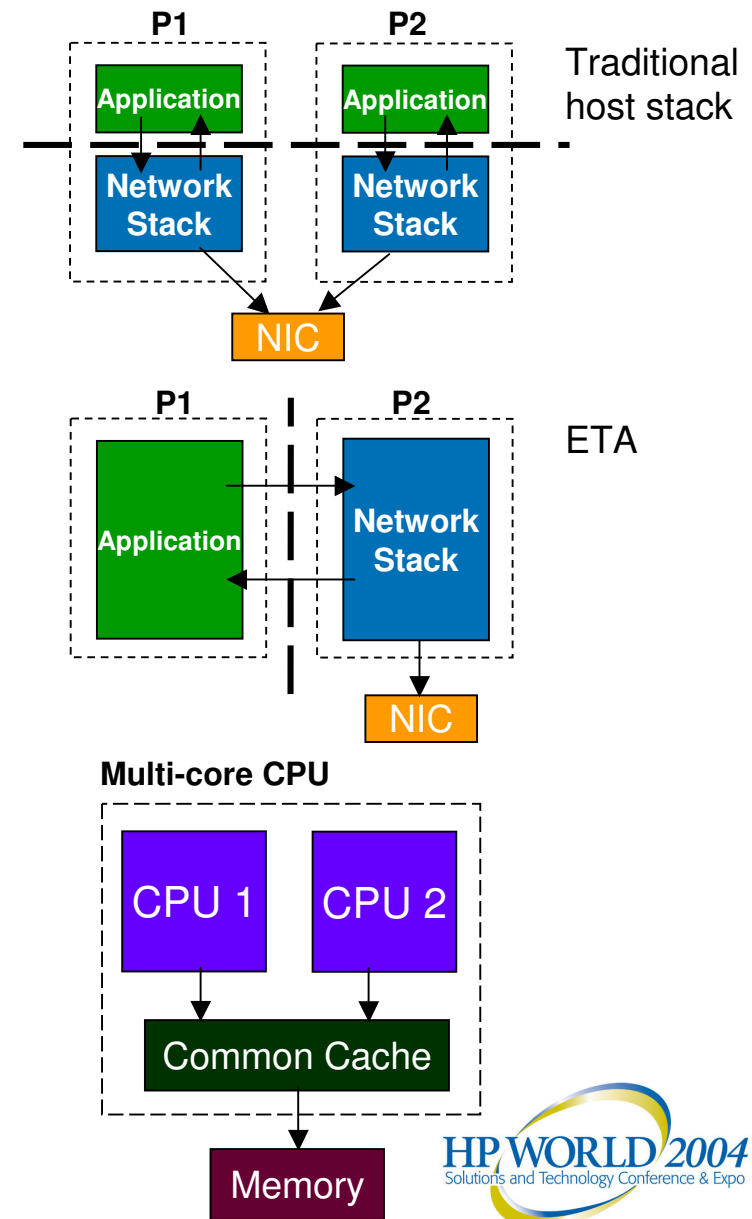 P1
P2
Traditional
host stack
Application
Application
Network
Stack
Network
Stack
NIC
P1
P2
ETA
Application
Network
Stack
NIC
Multi-core CPU
CPU 1
CPU 2
Common Cache
Memory
HP WORLD 2004
Solutions and Technology Conference & Expo